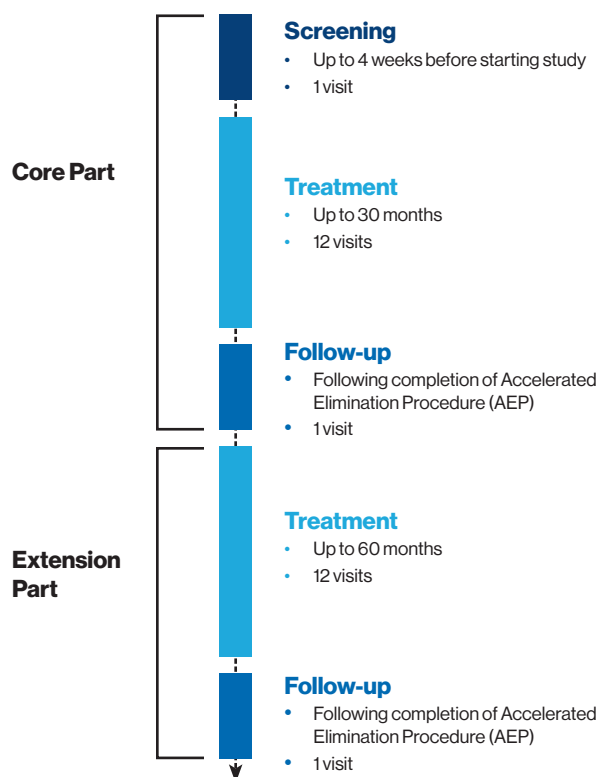 Screening
• Up to 4 weeks before starting study
• 1 visit
Core Part
Treatment
• Up to 30 months
• 12 visits
Follow-up
• Following completion of Accelerated
Elimination Procedure (AEP)
• 1 visit
Treatment
• Up to 60 months
• 12 visits
Extension
Part
Follow-up
• Following completion of Accelerated
Elimination Procedure (AEP)
• 1 visit